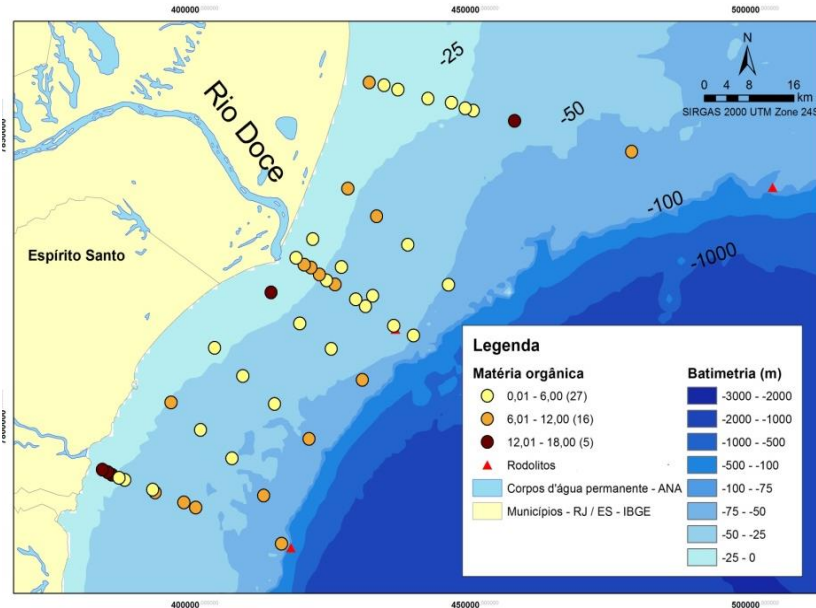 400000 450000 500000
-25
N
Rio Doce
0 4 8 16
km
SIRGAS 2000 UTM Zone 24S
-50
7850000
-100
Espírito Santo
-1000
Legenda
Matéria orgânica
0,01 - 6,00 (27)
6,01 - 12,00 (16)
12,01 - 18,00 (5)
Rodolitos
Corpos d'água permanente - ANA
Municípios - RJ / ES - IBGE
Batimetria (m)
-3000 - -2000
-2000 - -1000
-1000 - -500
-500 - -100
-100 - -75
-75 - -50
-50 - -25
-25 - 0
7800000
400000 450000 500000